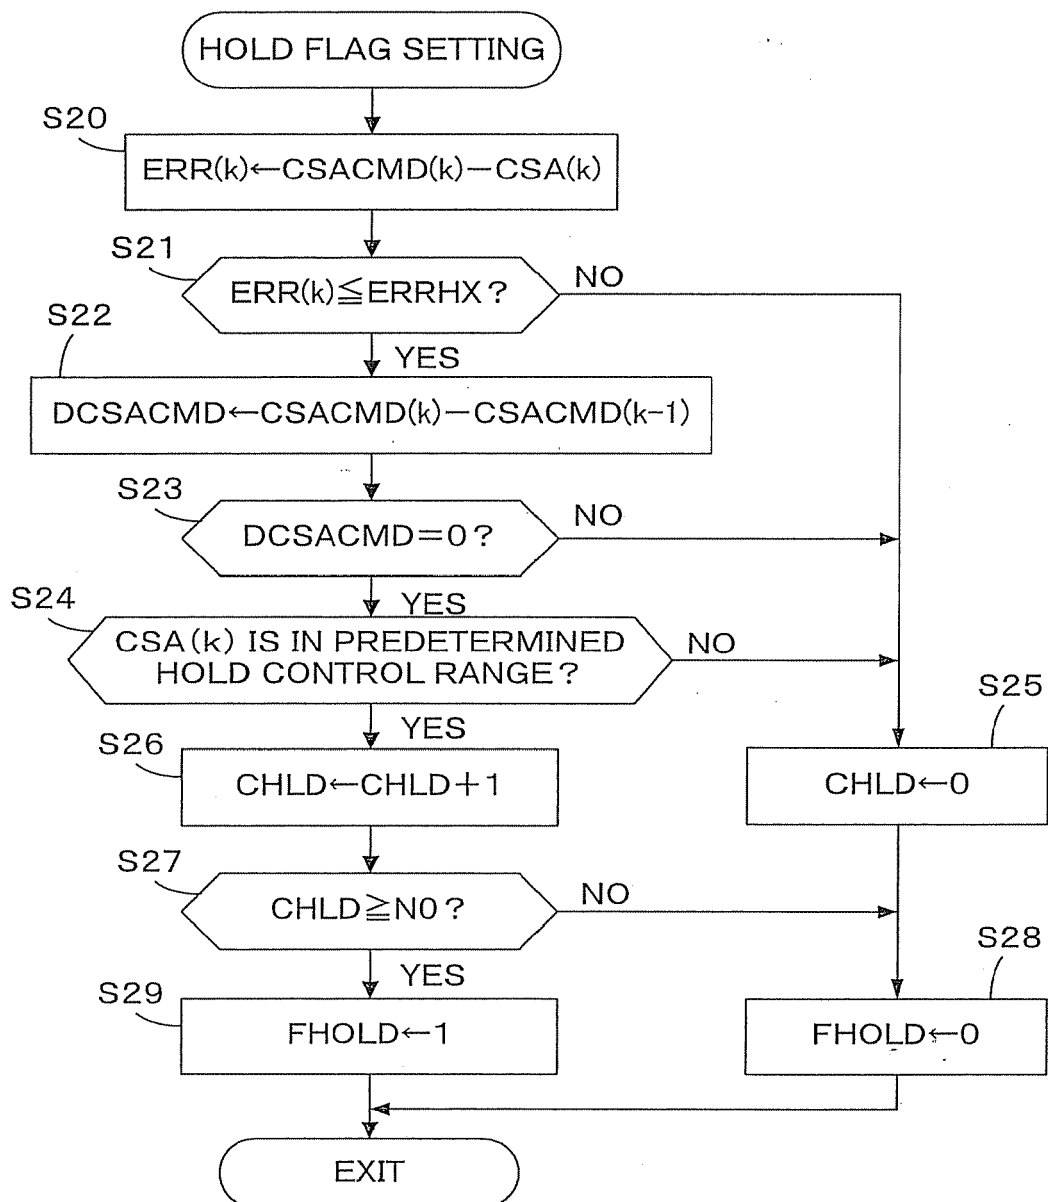 HOLD FLAG SETTING
S20
ERR(k)←CSACMD(k)−CSA(k)
S21
ERR(k)≦ERRHX?
NO
YES
S22
DCSACMD←CSACMD(k)−CSACMD(k-1)
S23
DCSACMD=0?
NO
YES
S24
CSA(k) IS IN PREDETERMINED
HOLD CONTROL RANGE?
NO
YES
S25
CHLD←0
S26
CHLD←CHLD+1
S27
CHLD≧N0?
NO
YES
S28
FHOLD←0
S29
FHOLD←1
EXIT